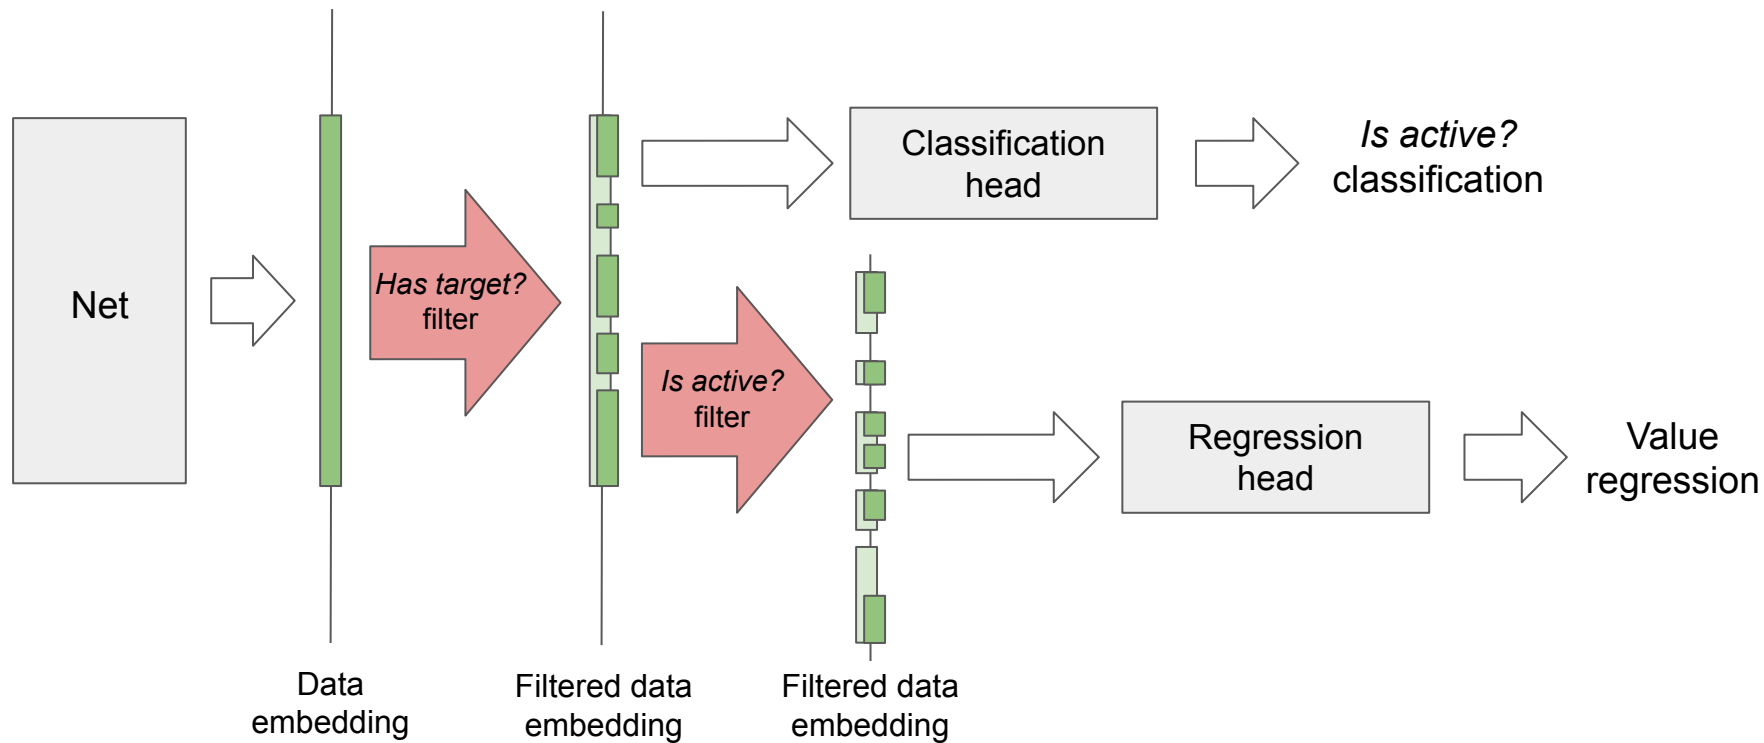 Net
Has target?
filter
Is active?
filter
Classification
head
Is active?
classification
Regression
head
Value
regression
Data
embedding
Filtered data
embedding
Filtered data
embedding